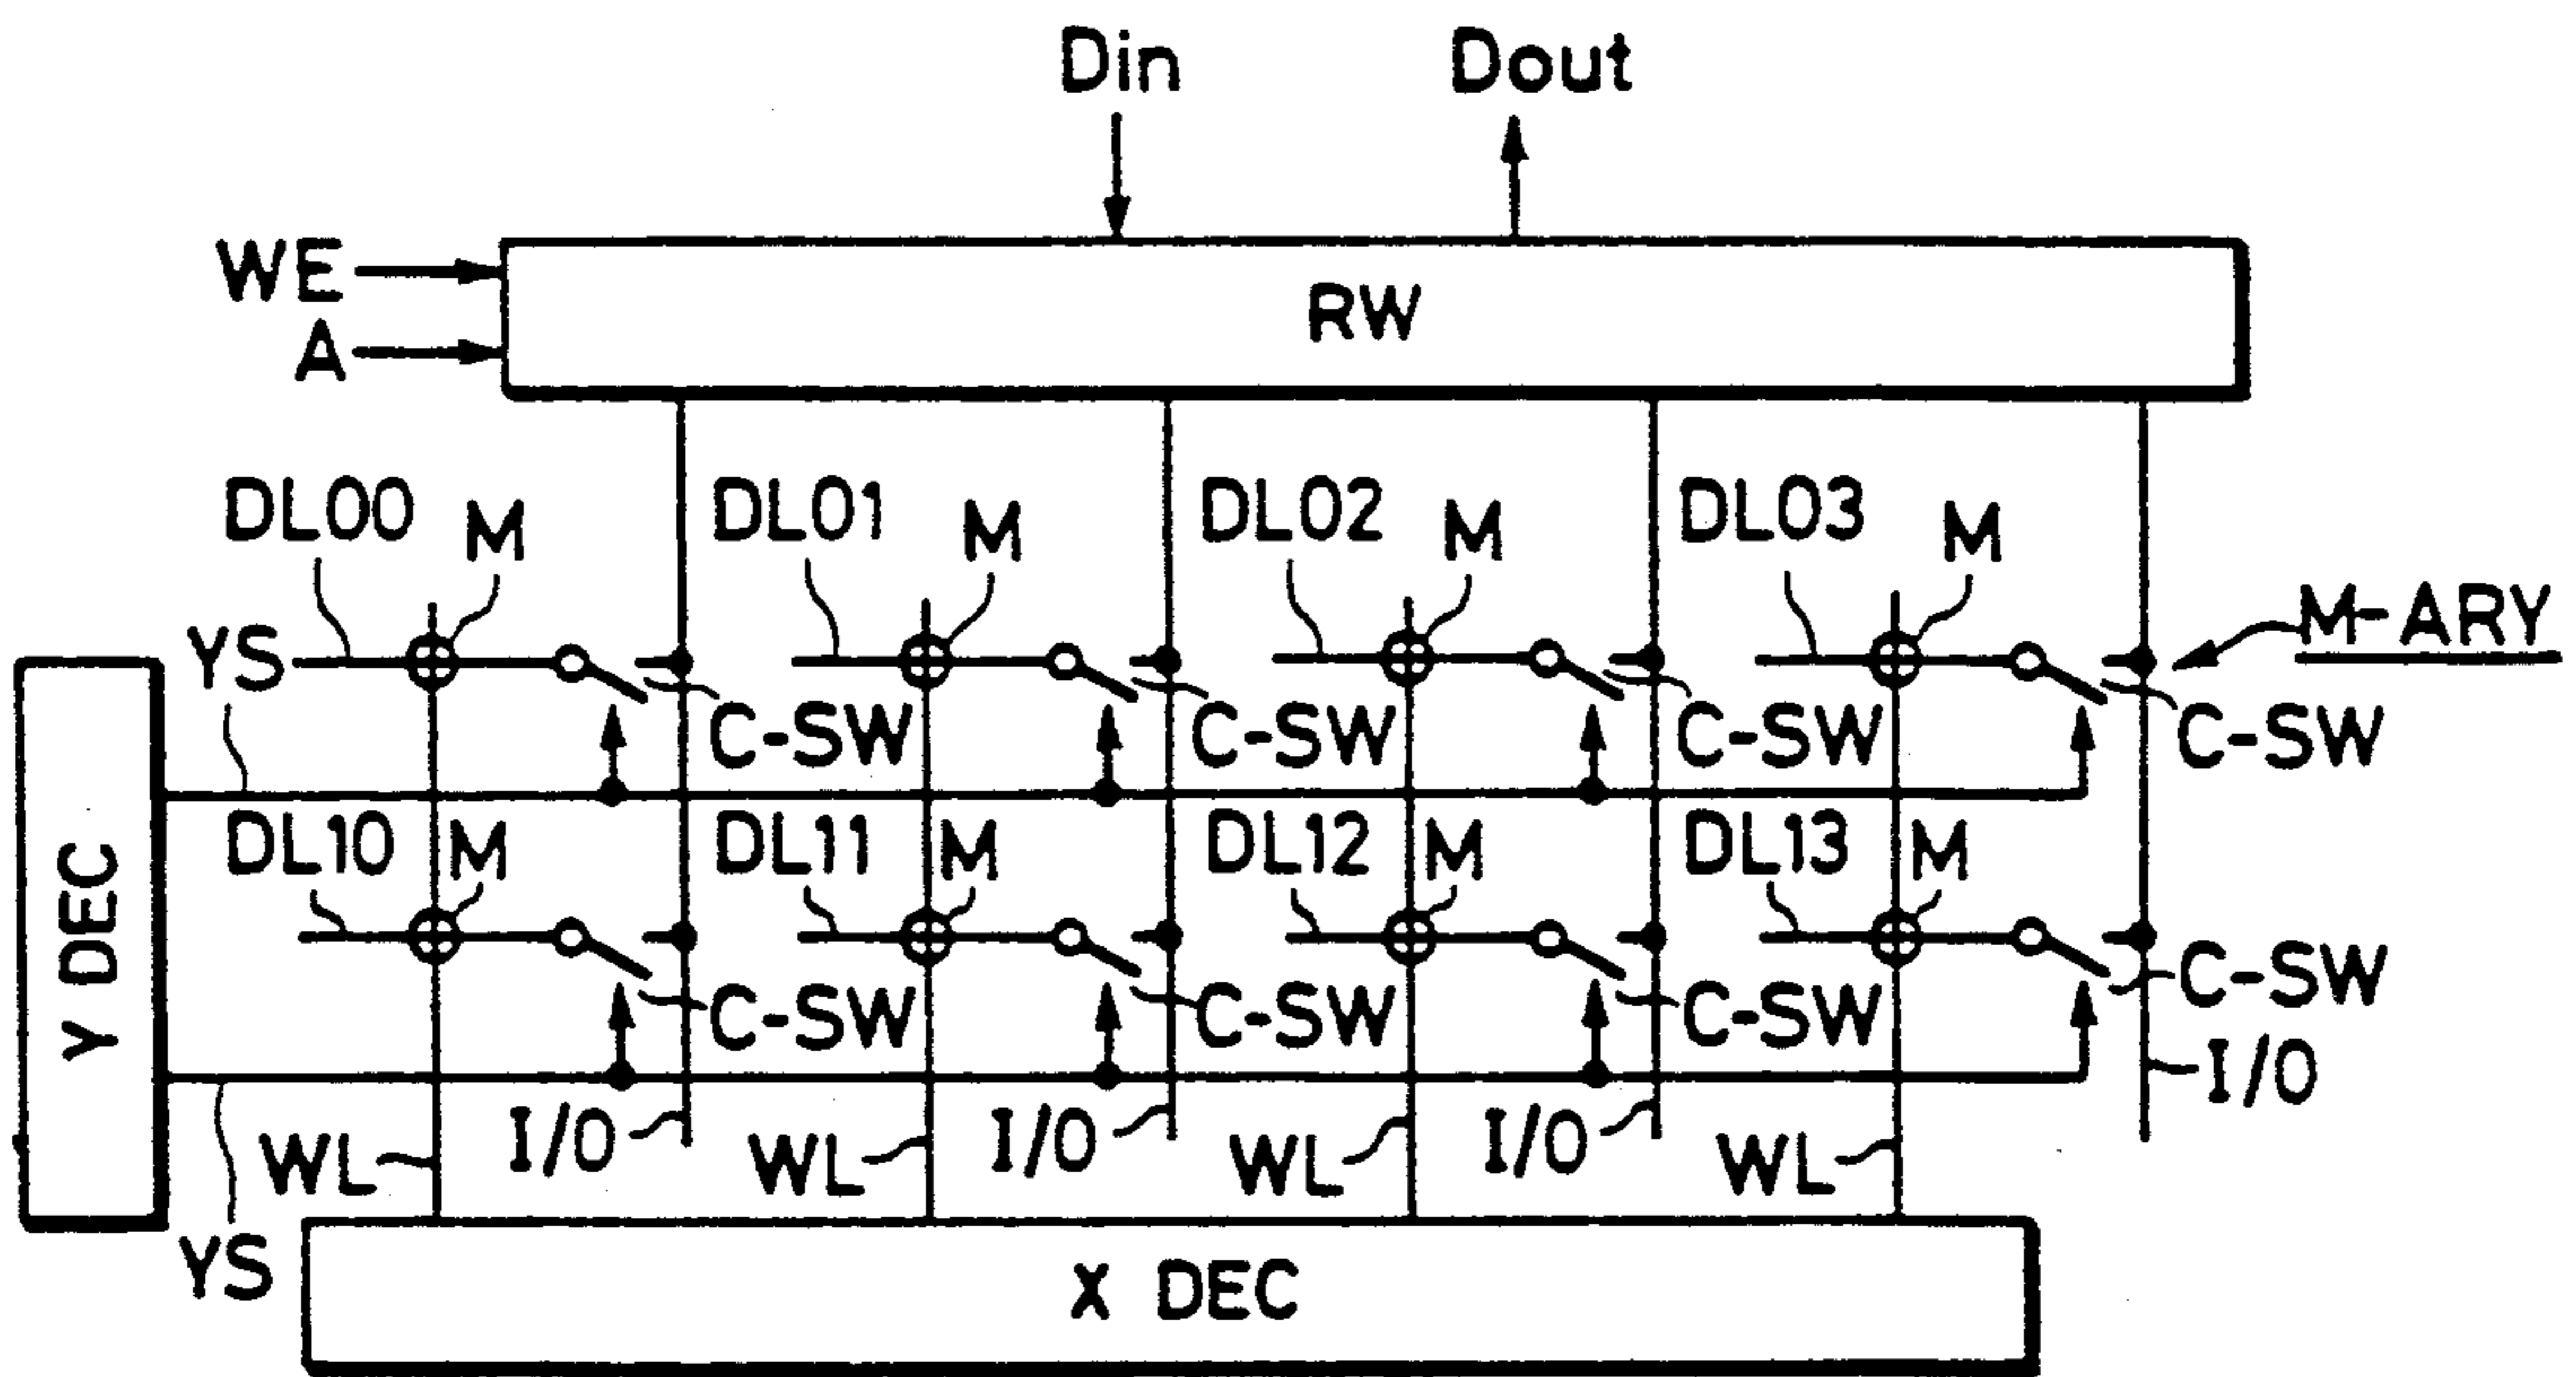 Din Dout
WE
RW
A
DL00 M DL01 M DL02 M DL03 M
M-ARY
YS
C-SW C-SW C-SW C-SW
DL10 M DL11 M DL12 M DL13 M
Y DEC
C-SW C-SW C-SW C-SW
I/O I/O I/O I/O
WL WL WL WL
YS
X DEC